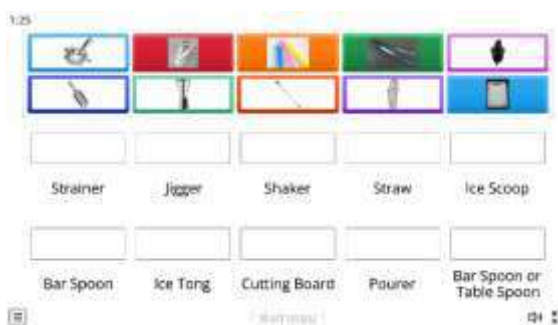 1:25
Strainer
Jigger
Shaker
Straw
Ice Scoop
Bar Spoon
Ice Tong
Cutting Board
Pourer
Bar Spoon or
Table Spoon